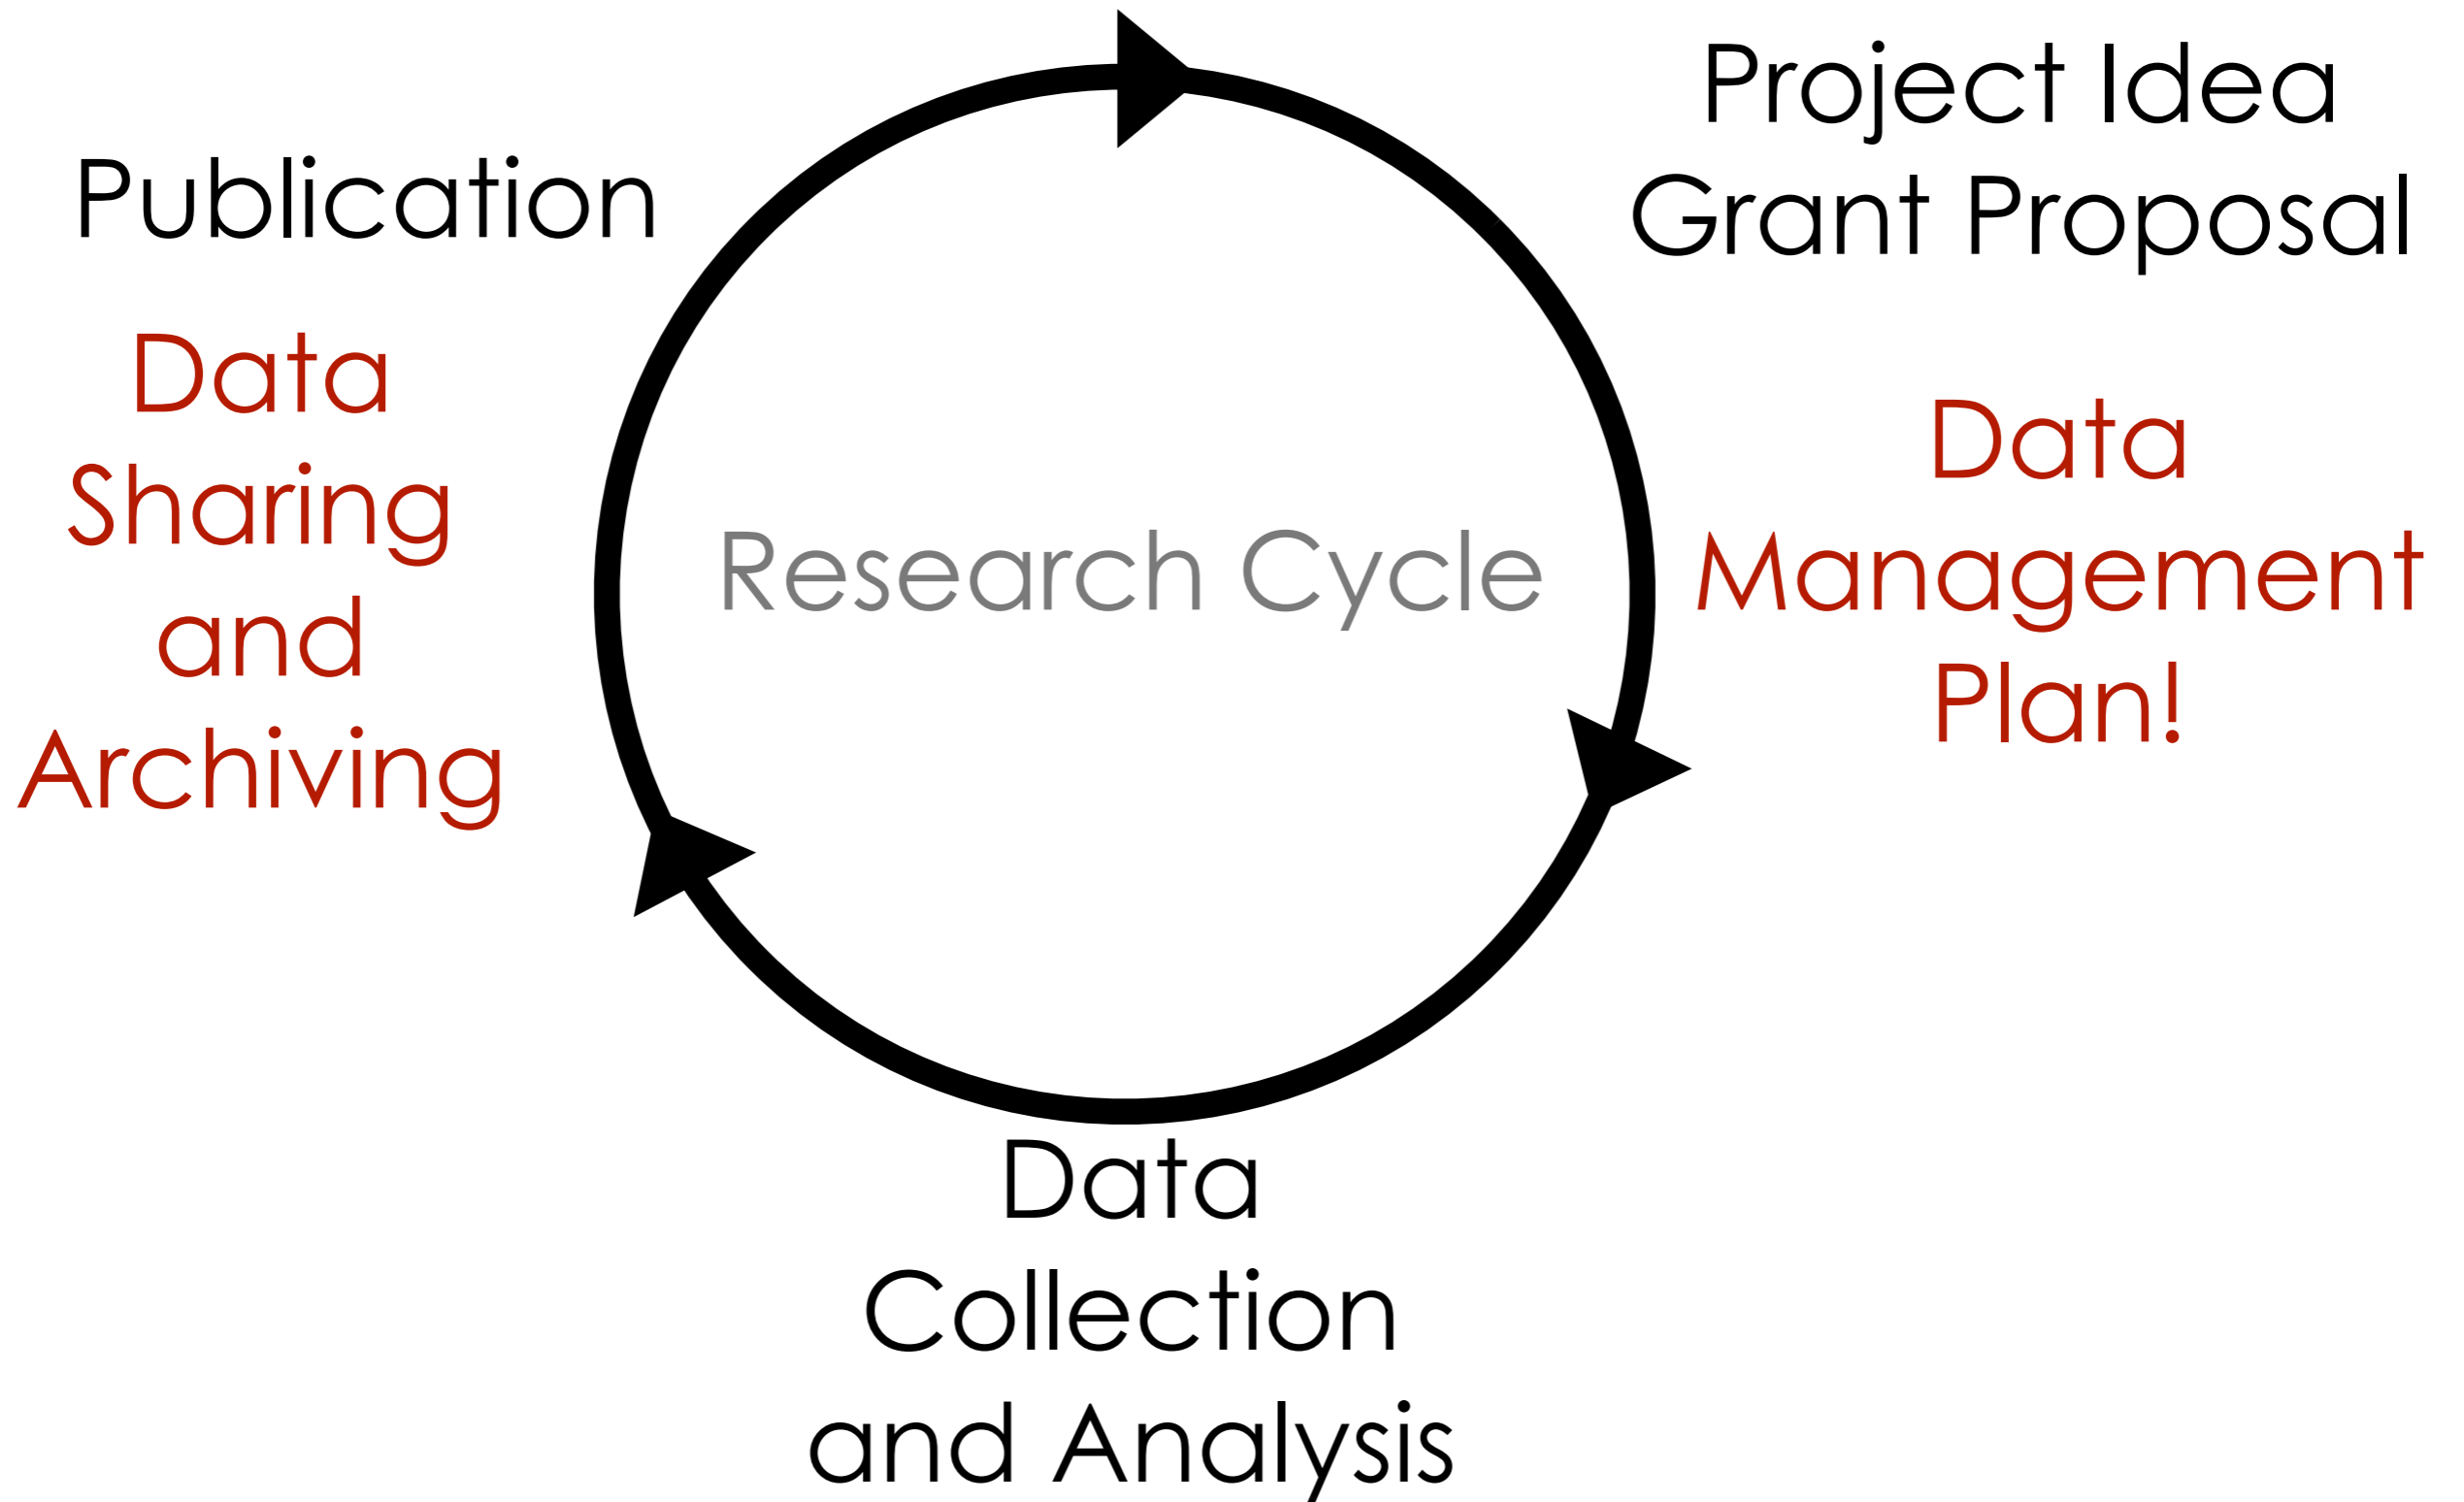 Project Idea
Grant Proposal
Data
Management
Plan!
Data
Collection
and Analysis
Publication
Data
Sharing
and
Archiving
Research Cycle